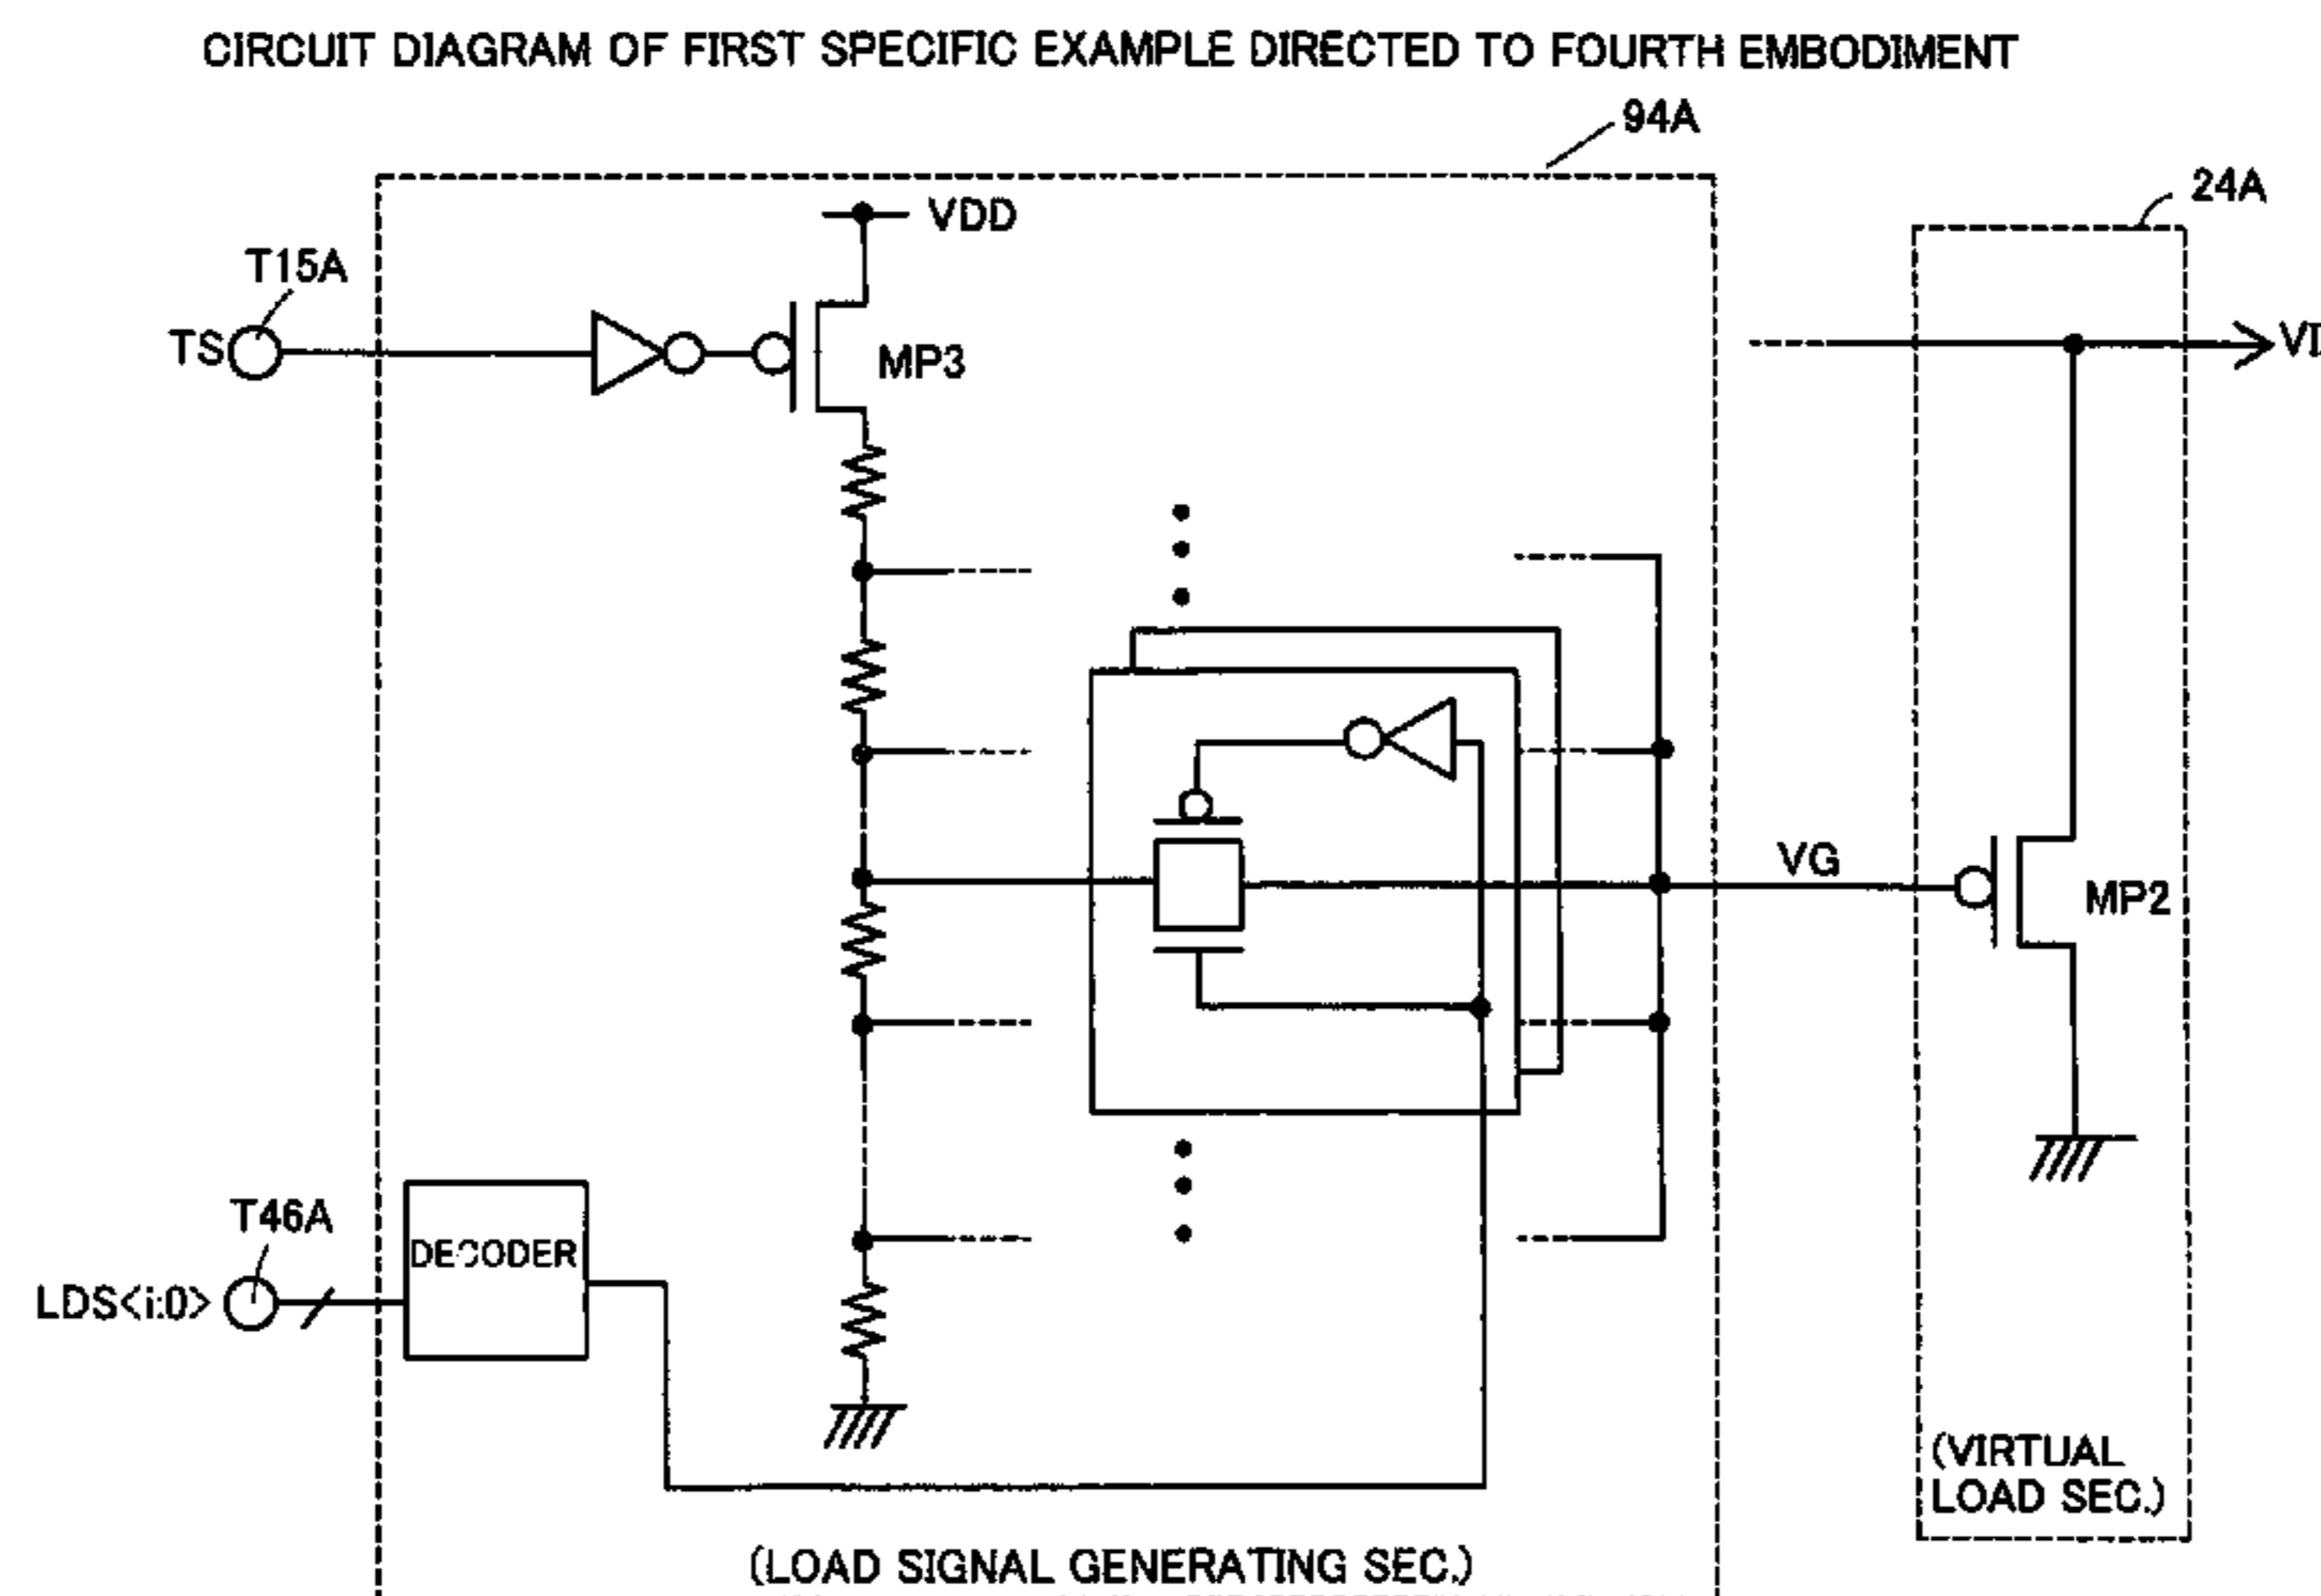 CIRCUIT DIAGRAM OF FIRST SPECIFIC EXAMPLE DIRECTED TO FOURTH EMBODIMENT
94A
24A
VDD
T15A
TS
MP3
VG
MP2
T46A
DECODER
LDS<i:0>
(VIRTUAL
LOAD SEC.)
(LOAD SIGNAL GENERATING SEC.)